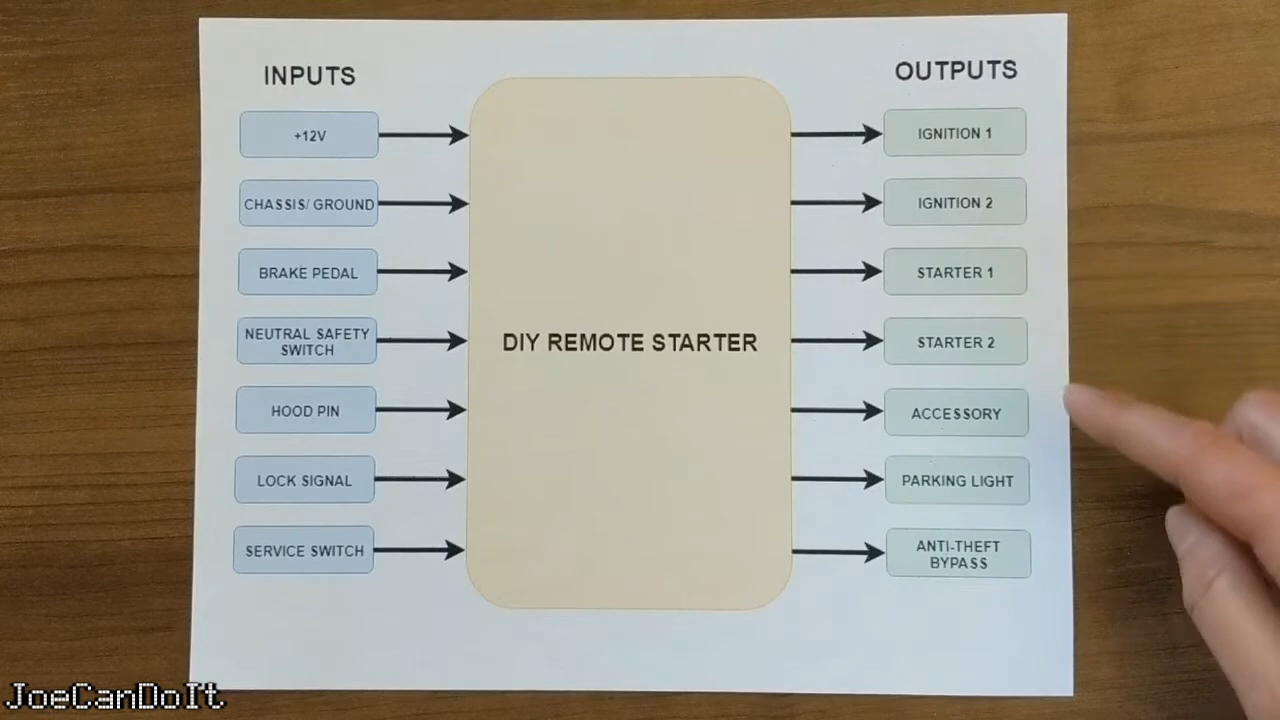 INPUTS
+12V
CHASSIS/ GROUND
BRAKE PEDAL
NEUTRAL SAFETY
SWITCH
HOOD PIN
LOCK SIGNAL
SERVICE SWITCH
DIY REMOTE STARTER
OUTPUTS
IGNITION 1
IGNITION 2
STARTER 1
STARTER 2
ACCESSORY
PARKING LIGHT
ANTI-THEFT
BYPASS
JoeCanDoIt